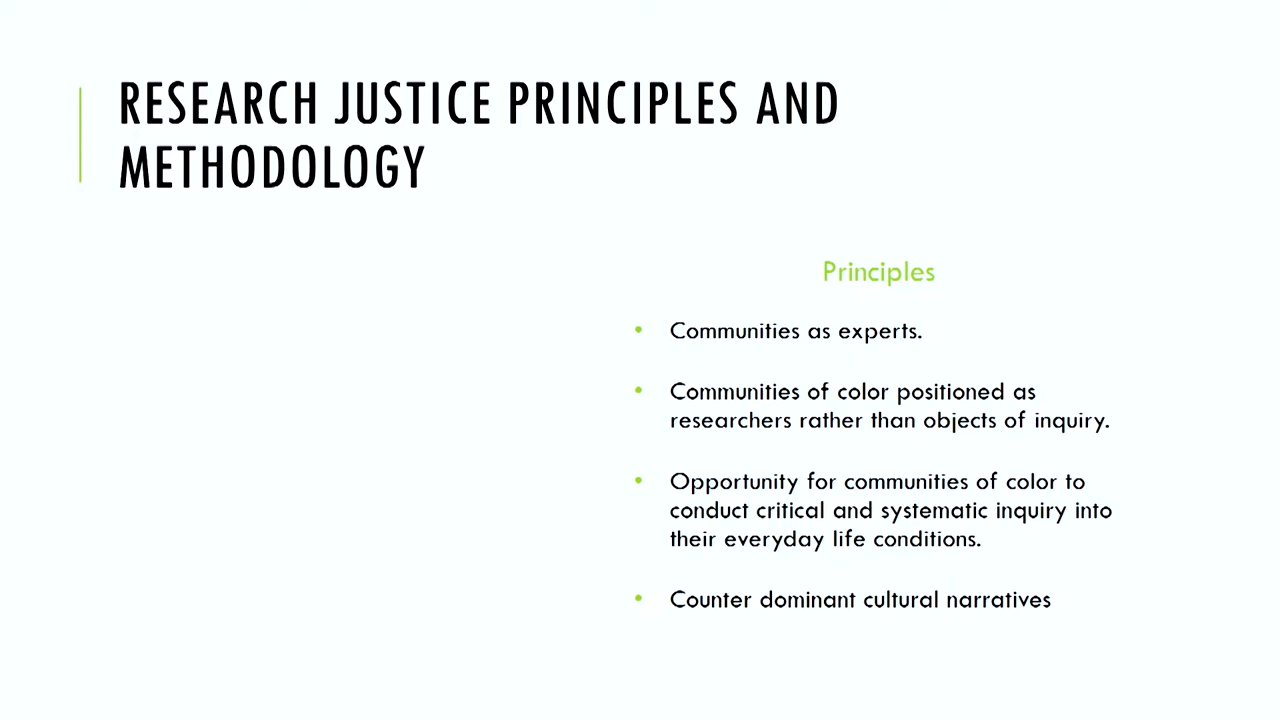 RESEARCH JUSTICE PRINCIPLES AND
METHODOLOGY
Principles
• Communities as experts.
• Communities of color positioned as
researchers rather than objects of inquiry.
• Opportunity for communities of color to
conduct critical and systematic inquiry into
their everyday life conditions.
• Counter dominant cultural narratives